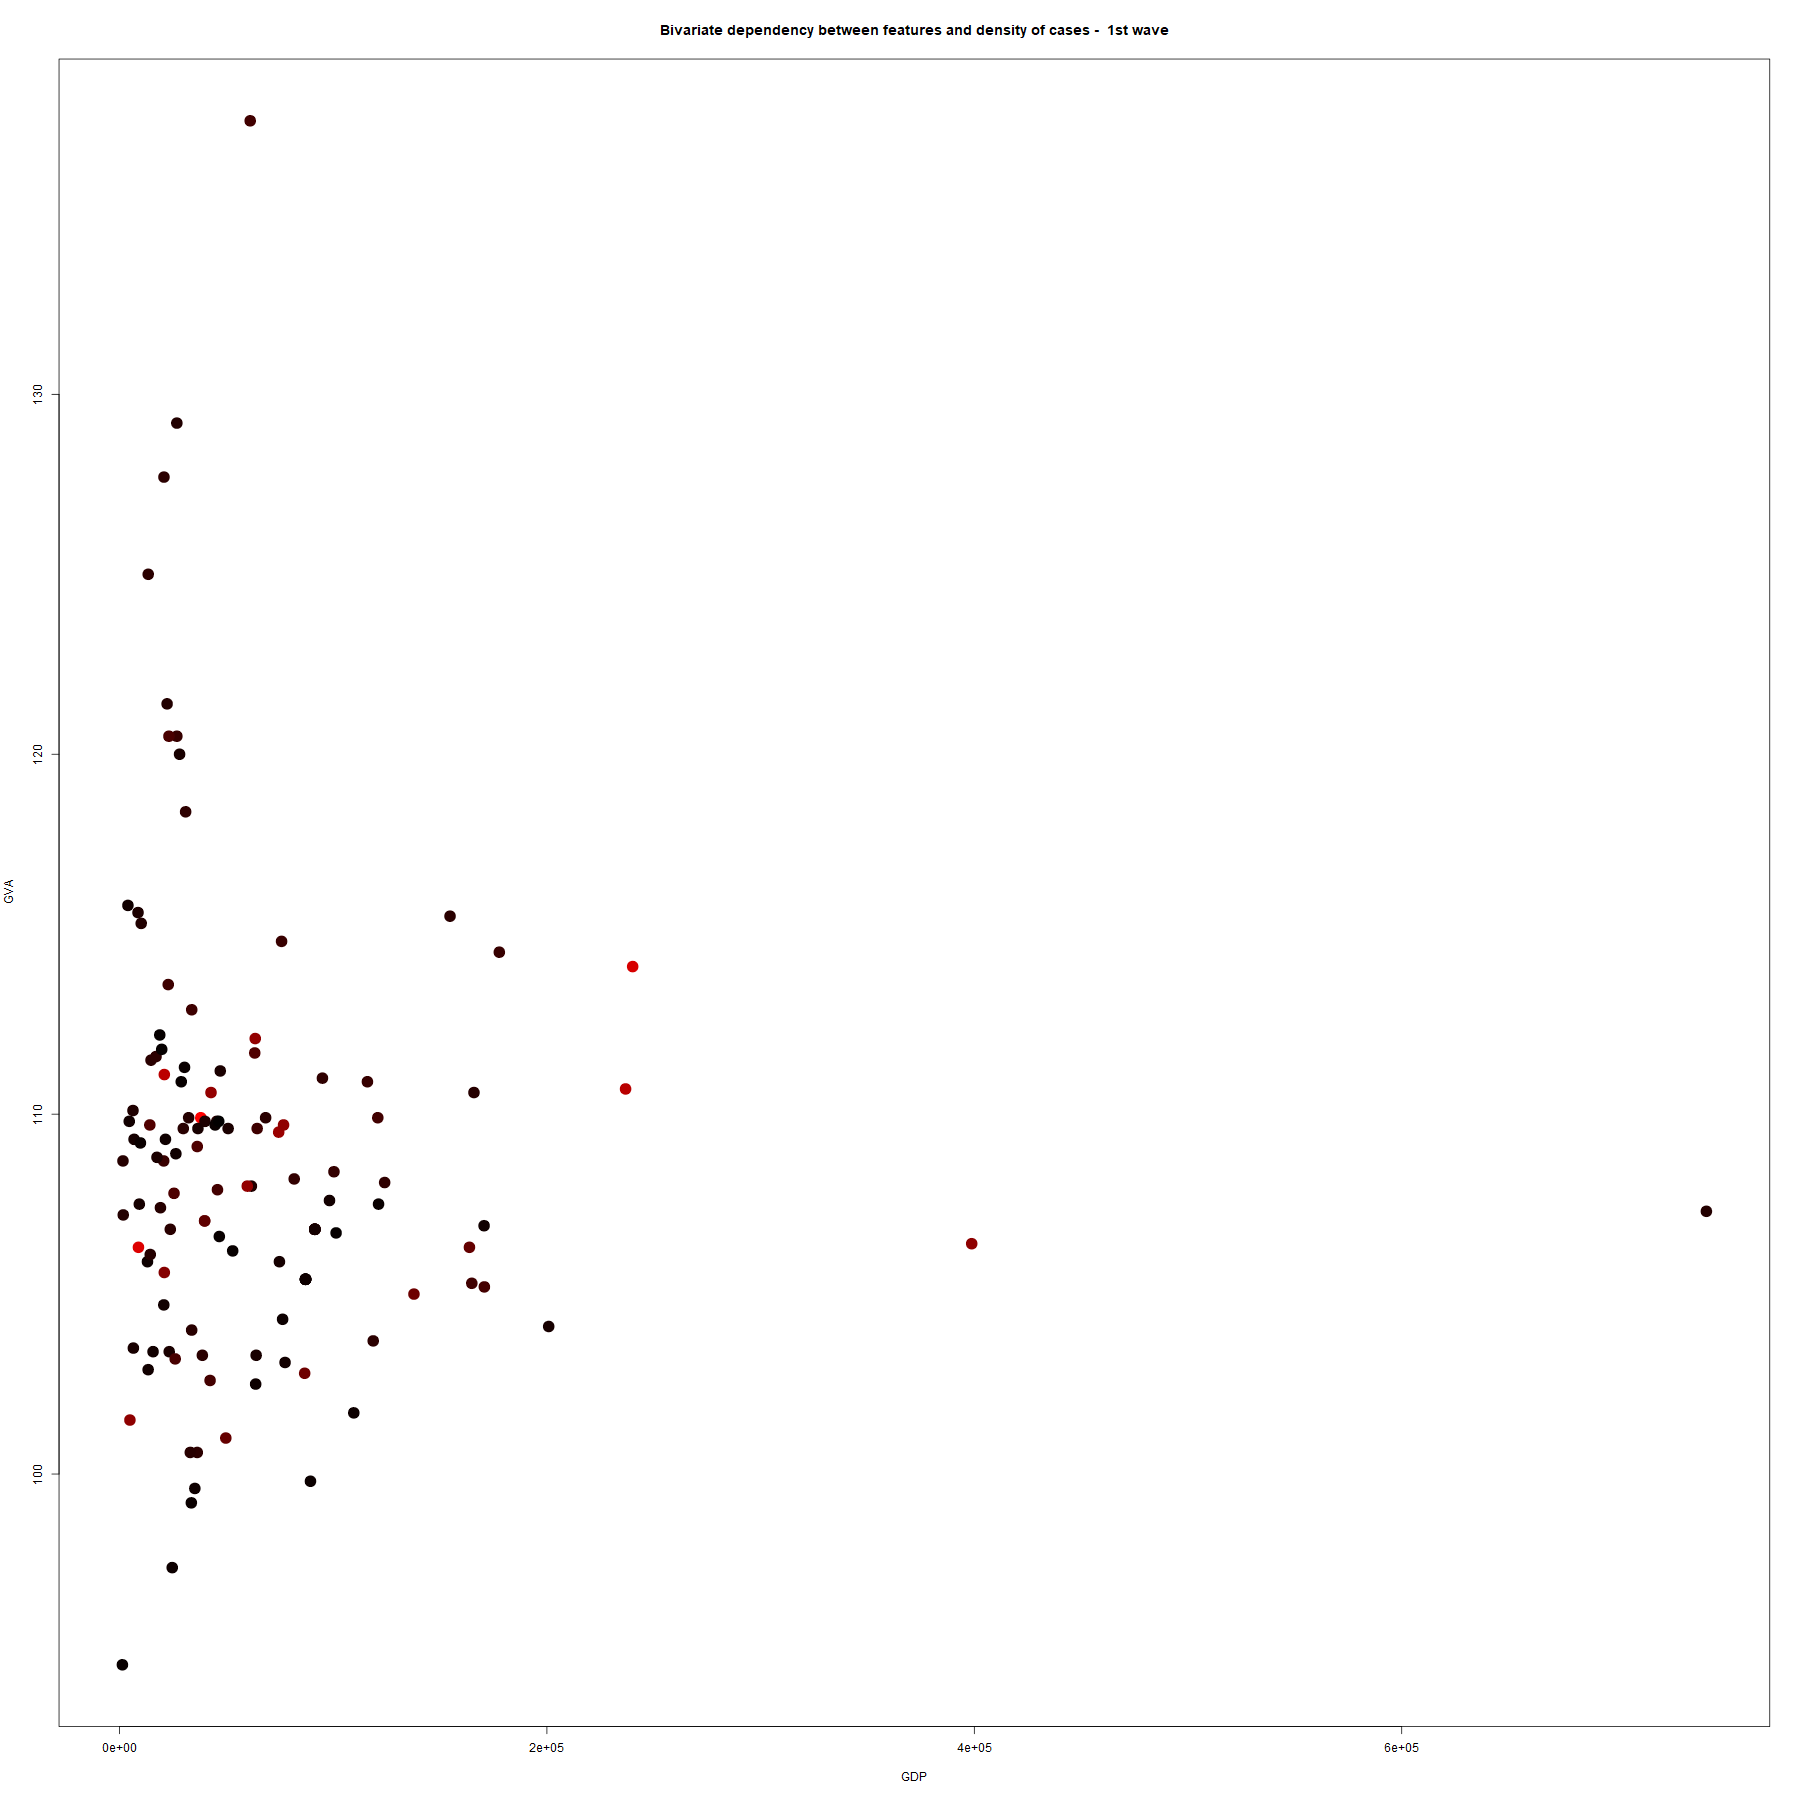 Bivariate dependency between features and density of cases -  1st wave
130
120
GVA
110
100
0e+00
2e+05
4e+05
6e+05
GDP